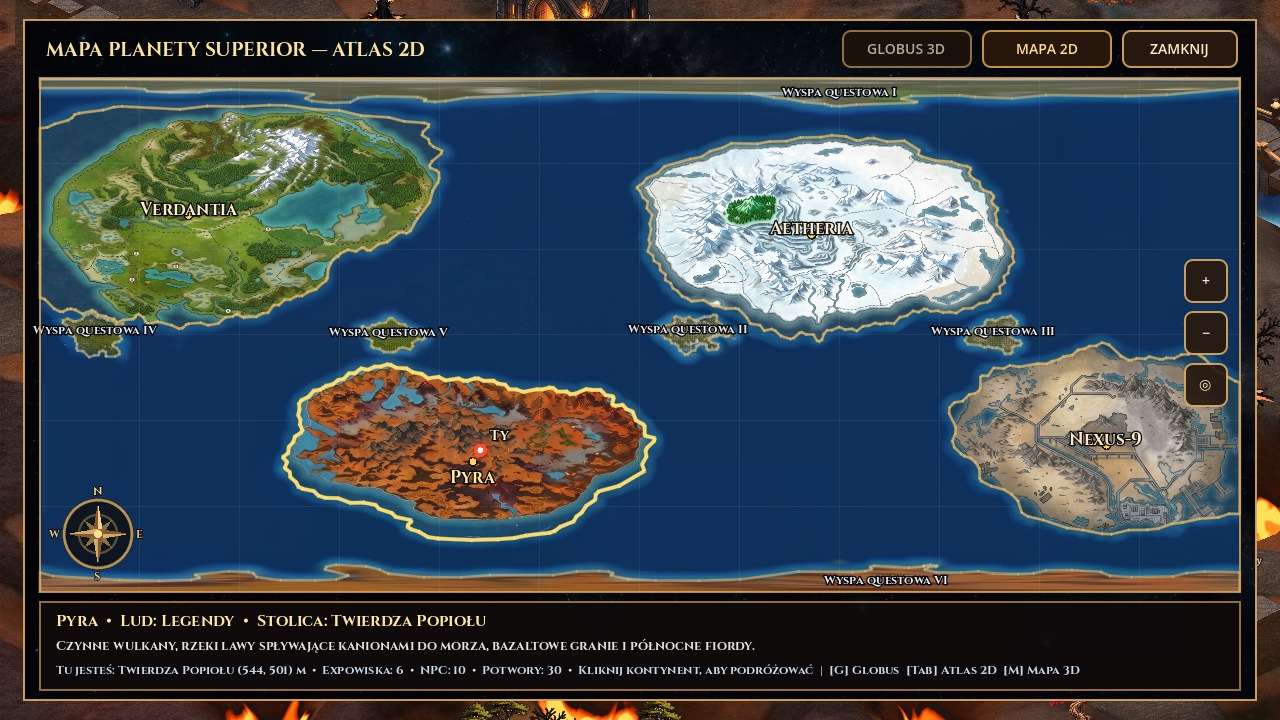 MAPA PLANETY SUPERIOR — ATLAS 2D
GLOBUS 3D
MAPA 2D
ZAMKNIJ
Wyspa questowa I
Verdantia
Aetheria
+
−
◎
Wyspa questowa IV
Wyspa questowa V
Wyspa questowa II
Wyspa questowa III
Ty
Pyra
Nexus-9
N
W
E
S
Wyspa questowa VI
Pyra • Lud: Legendy • Stolica: Twierdza Popiołu
Czynne wulkany, rzeki lawy spływające kanionami do morza, bazaltowe granie i północne fiordy.
Tu jesteś: Twierdza Popiołu (544, 501) m • Expowiska: 6 • NPC: 10 • Potwory: 30 • Kliknij kontynent, aby podróżować | [G] Globus [Tab] Atlas 2D [M] Mapa 3D